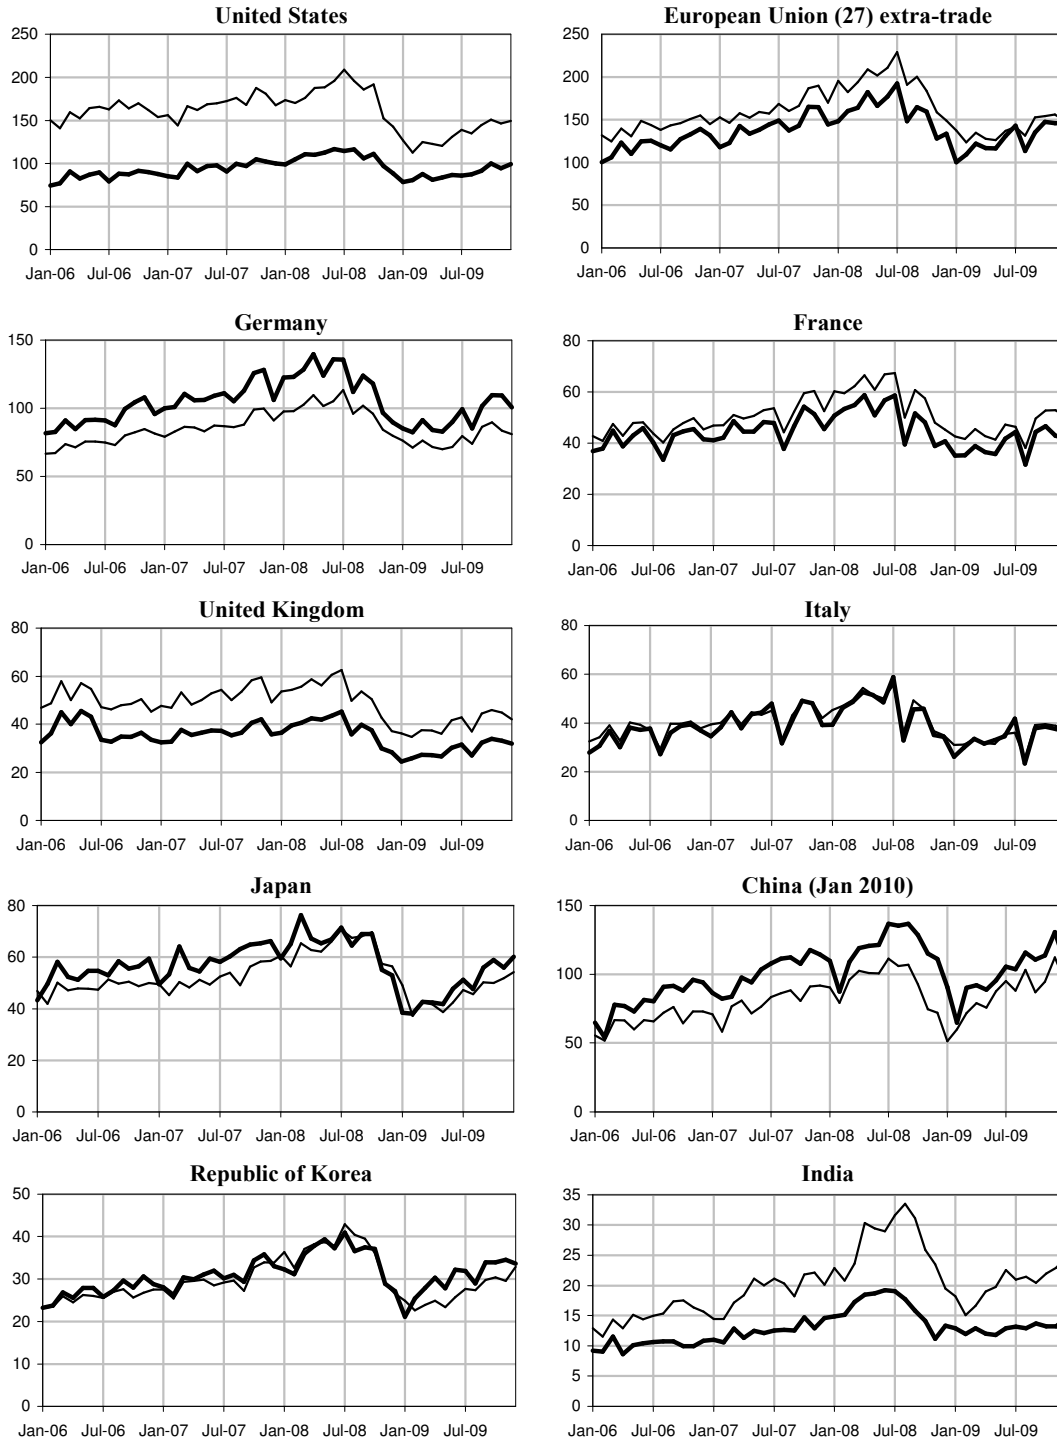 United States
250
200
150
100
50
0
Jan-06 Jul-06 Jan-07 Jul-07 Jan-08 Jul-08 Jan-09 Jul-09
European Union (27) extra-trade
250
200
150
100
50
0
Jan-06 Jul-06 Jan-07 Jul-07 Jan-08 Jul-08 Jan-09 Jul-09
Germany
150
100
50
0
Jan-06 Jul-06 Jan-07 Jul-07 Jan-08 Jul-08 Jan-09 Jul-09
France
80
60
40
20
0
Jan-06 Jul-06 Jan-07 Jul-07 Jan-08 Jul-08 Jan-09 Jul-09
United Kingdom
80
60
40
20
0
Jan-06 Jul-06 Jan-07 Jul-07 Jan-08 Jul-08 Jan-09 Jul-09
Italy
80
60
40
20
0
Jan-06 Jul-06 Jan-07 Jul-07 Jan-08 Jul-08 Jan-09 Jul-09
Japan
80
60
40
20
0
Jan-06 Jul-06 Jan-07 Jul-07 Jan-08 Jul-08 Jan-09 Jul-09
China (Jan 2010)
150
100
50
0
Jan-06 Jul-06 Jan-07 Jul-07 Jan-08 Jul-08 Jan-09 Jul-09
Republic of Korea
50
40
30
20
10
0
Jan-06 Jul-06 Jan-07 Jul-07 Jan-08 Jul-08 Jan-09 Jul-09
India
35
30
25
20
15
10
5
0
Jan-06 Jul-06 Jan-07 Jul-07 Jan-08 Jul-08 Jan-09 Jul-09